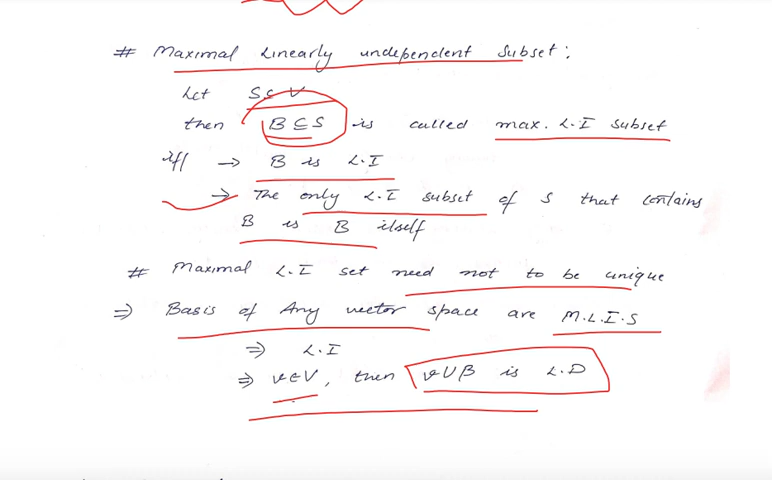 # Maximal Linearly independent Subset:
Let S ⊆ V
then B ⊆ S is called max. L.I subset
iff → B is L.I
→ The only L.I subset of S that contains
B is B itself
# Maximal L.I set need not to be unique
⇒ Basis of Any vector space are M.L.I.S
⇒ L.I
⇒ v∈V, then v∪B is L.D